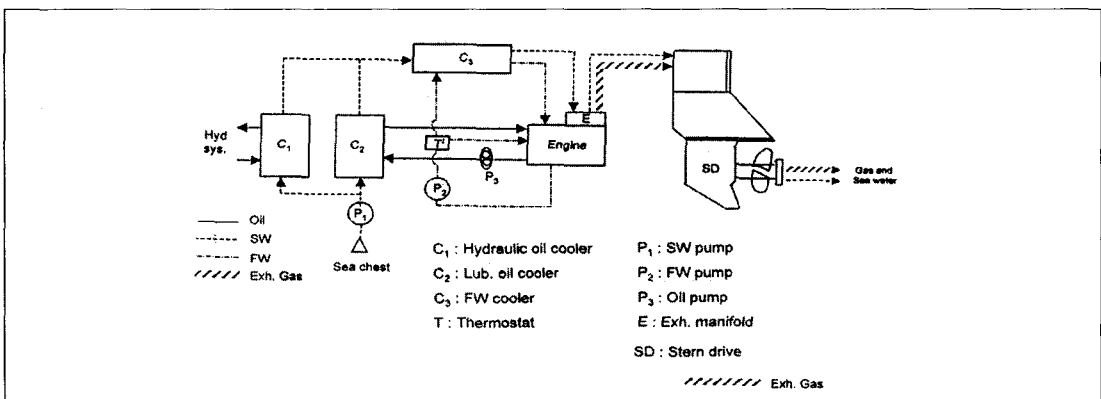 C3
Hyd
sys.
C1
C2
T
E
Engine
P3
P2
P1
SD
Gas and
Sea water
Oil
SW
FW
Exh. Gas
Sea chest
C1 : Hydraulic oil cooler
C2 : Lub. oil cooler
C3 : FW cooler
T : Thermostat
P1 : SW pump
P2 : FW pump
P3 : Oil pump
E : Exh. manifold
SD : Stern drive
Exh. Gas